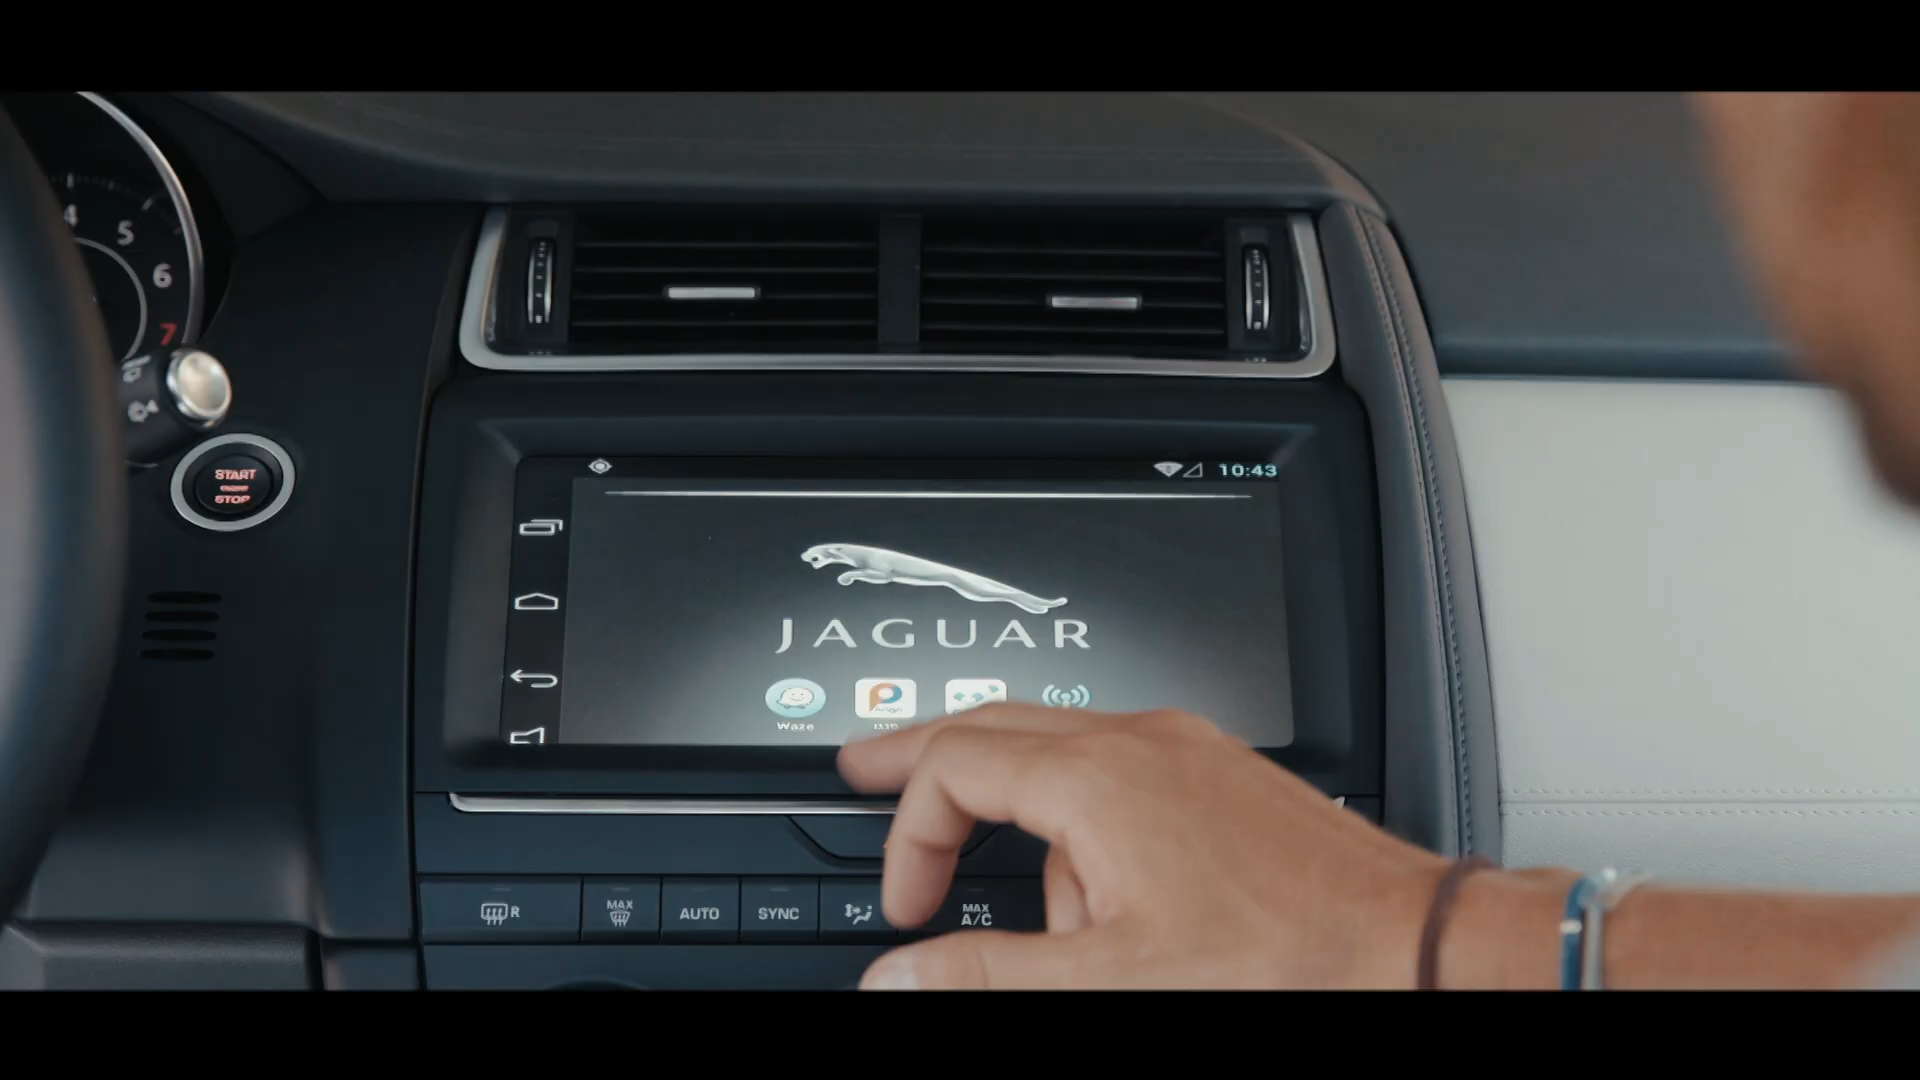 4
5
6
7
START
STOP
10:43
JAGUAR
Waze
R
MAX
AUTO
SYNC
MAX
A/C